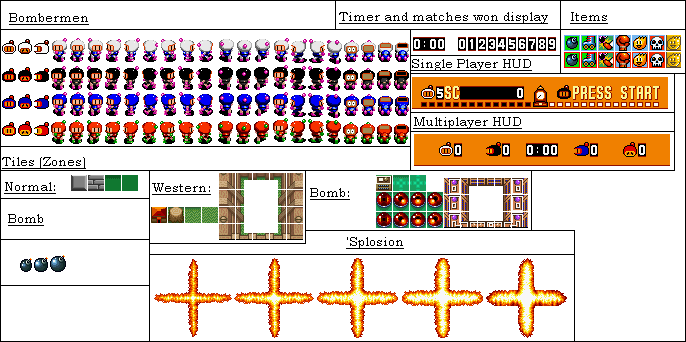 Bombermen
Timer and matches won display
Items
0:00 0123456789
Single Player HUD
5SC 0 PRESS START
Multiplayer HUD
0 0 0:00 0 0
Tiles (Zones)
Normal:
Western:
Bomb:
Bomb
'Splosion